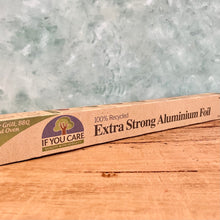 Grill, BBQ
Oven
IF YOU CARE
100% Recycled
Extra Strong Aluminium Foil